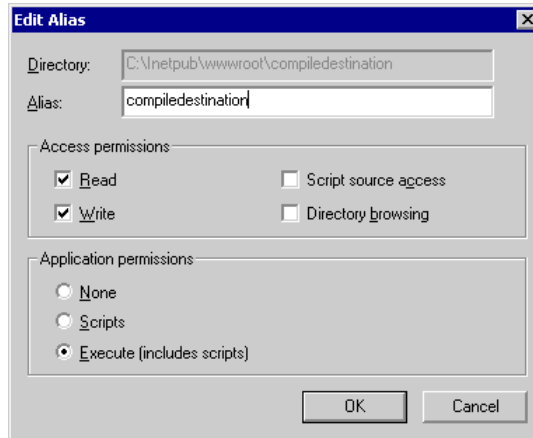 Edit Alias
Directory: C:\Inetpub\wwwroot\compiledestination
Alias: compiledestination
Access permissions
Read Script source access
Write Directory browsing
Application permissions
None
Scripts
Execute (includes scripts)
OK Cancel